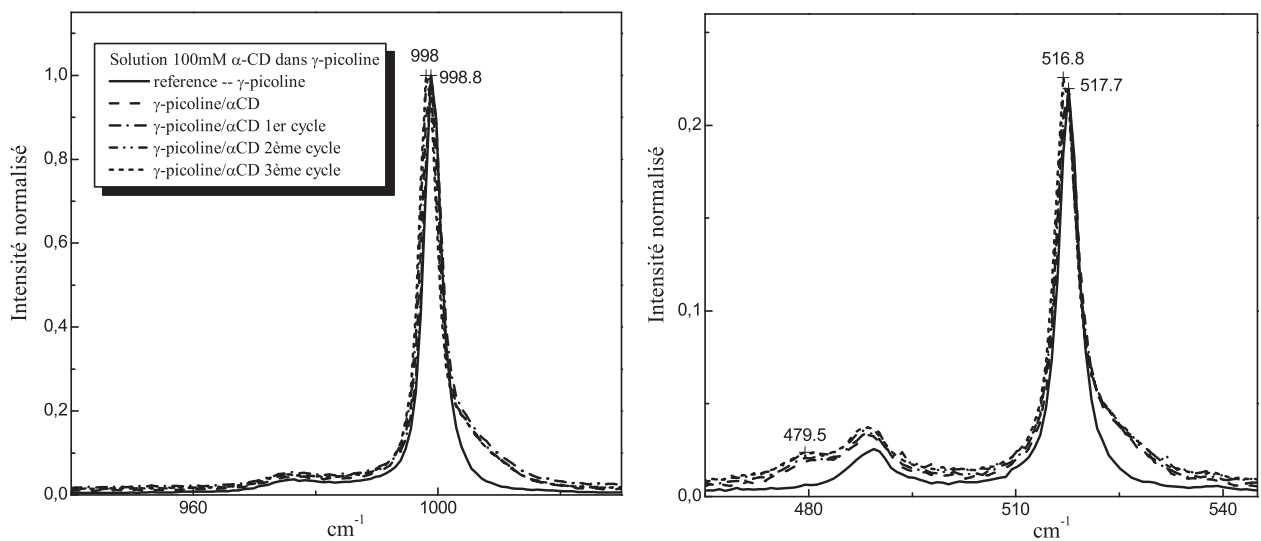 Intensité normalisé
1,0
0,8
0,6
0,4
0,2
0,0
Solution 100mM α-CD dans γ-picoline
reference -- γ-picoline
γ-picoline/αCD
γ-picoline/αCD 1er cycle
γ-picoline/αCD 2ème cycle
γ-picoline/αCD 3ème cycle
998
998.8
960
1000
cm-1
Intensité normalisé
0,2
0,1
0,0
516.8
517.7
479.5
480
510
540
cm-1